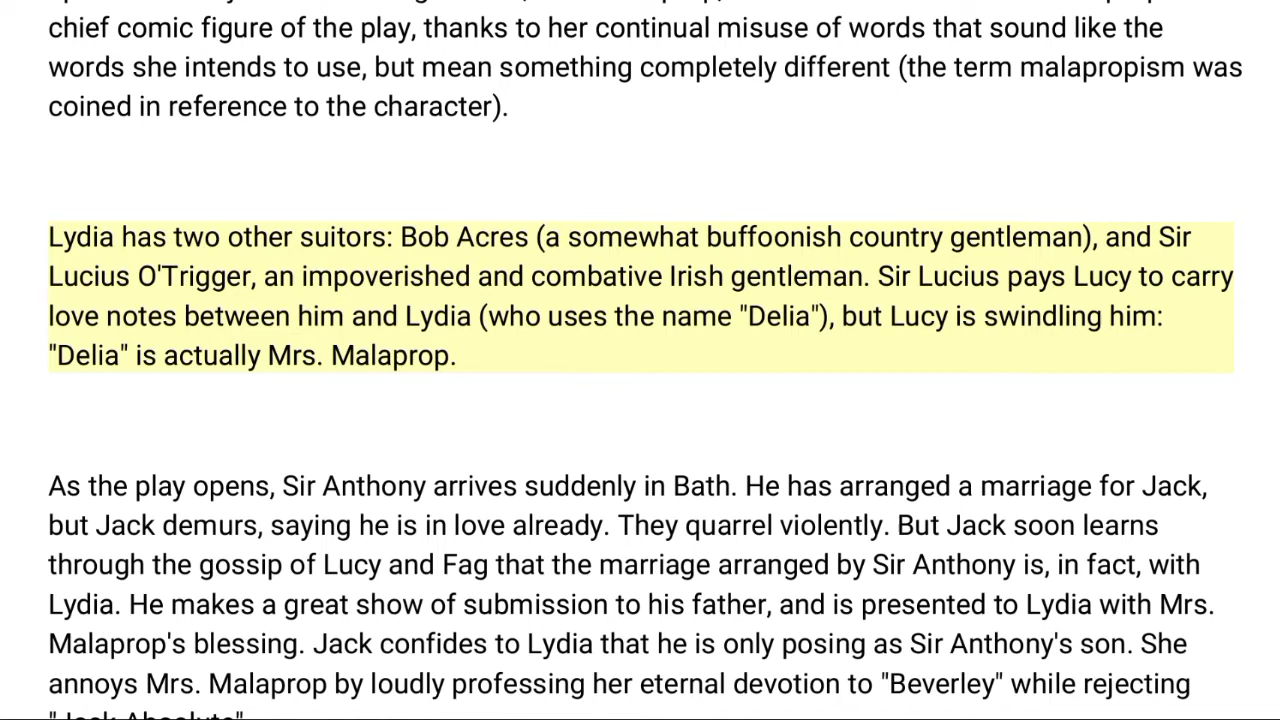 chief comic figure of the play, thanks to her continual misuse of words that sound like the
words she intends to use, but mean something completely different (the term malapropism was
coined in reference to the character).
Lydia has two other suitors: Bob Acres (a somewhat buffoonish country gentleman), and Sir
Lucius O'Trigger, an impoverished and combative Irish gentleman. Sir Lucius pays Lucy to carry
love notes between him and Lydia (who uses the name "Delia"), but Lucy is swindling him:
"Delia" is actually Mrs. Malaprop.
As the play opens, Sir Anthony arrives suddenly in Bath. He has arranged a marriage for Jack,
but Jack demurs, saying he is in love already. They quarrel violently. But Jack soon learns
through the gossip of Lucy and Fag that the marriage arranged by Sir Anthony is, in fact, with
Lydia. He makes a great show of submission to his father, and is presented to Lydia with Mrs.
Malaprop's blessing. Jack confides to Lydia that he is only posing as Sir Anthony's son. She
annoys Mrs. Malaprop by loudly professing her eternal devotion to "Beverley" while rejecting
"Jack Absolute"